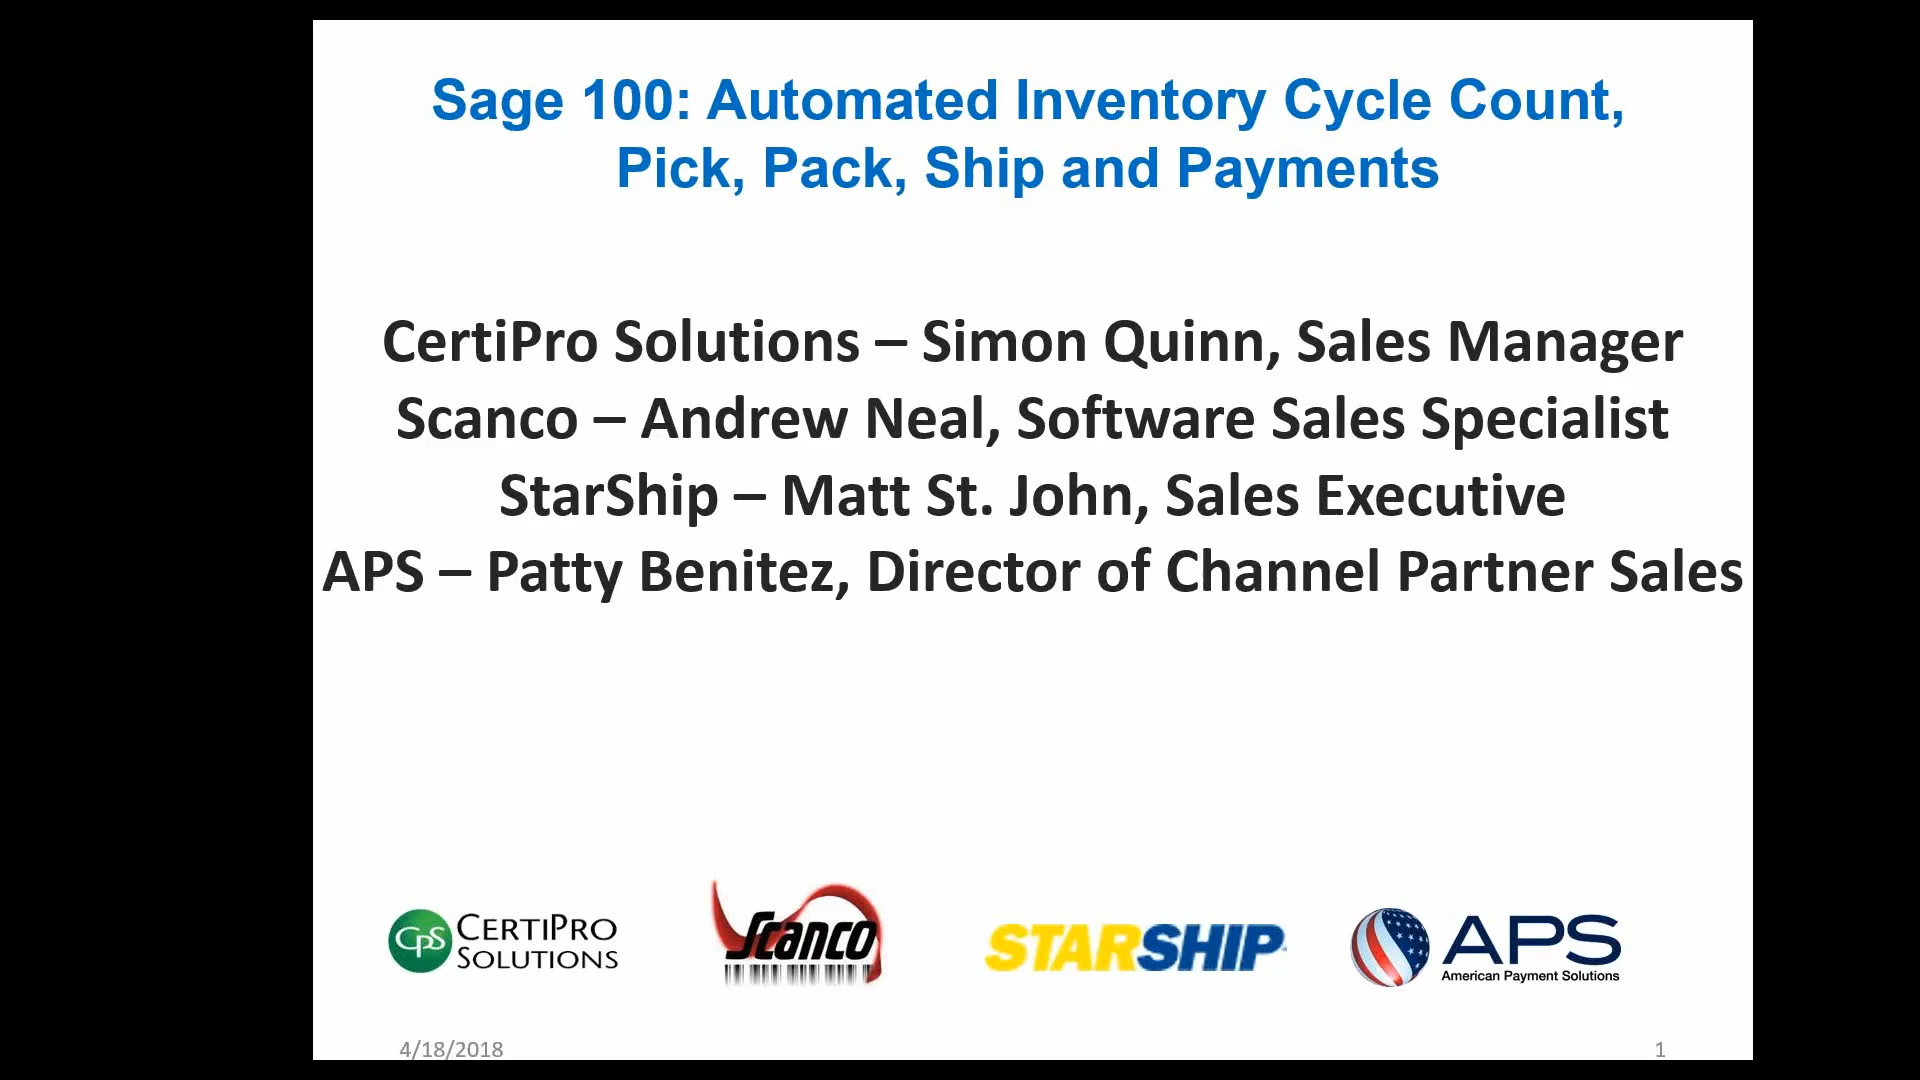 Sage 100: Automated Inventory Cycle Count,
Pick, Pack, Ship and Payments
CertiPro Solutions – Simon Quinn, Sales Manager
Scanco – Andrew Neal, Software Sales Specialist
StarShip – Matt St. John, Sales Executive
APS – Patty Benitez, Director of Channel Partner Sales
CPS CERTIPRO
SOLUTIONS
Scanco
STARSHIP
APS
American Payment Solutions
4/18/2018
1